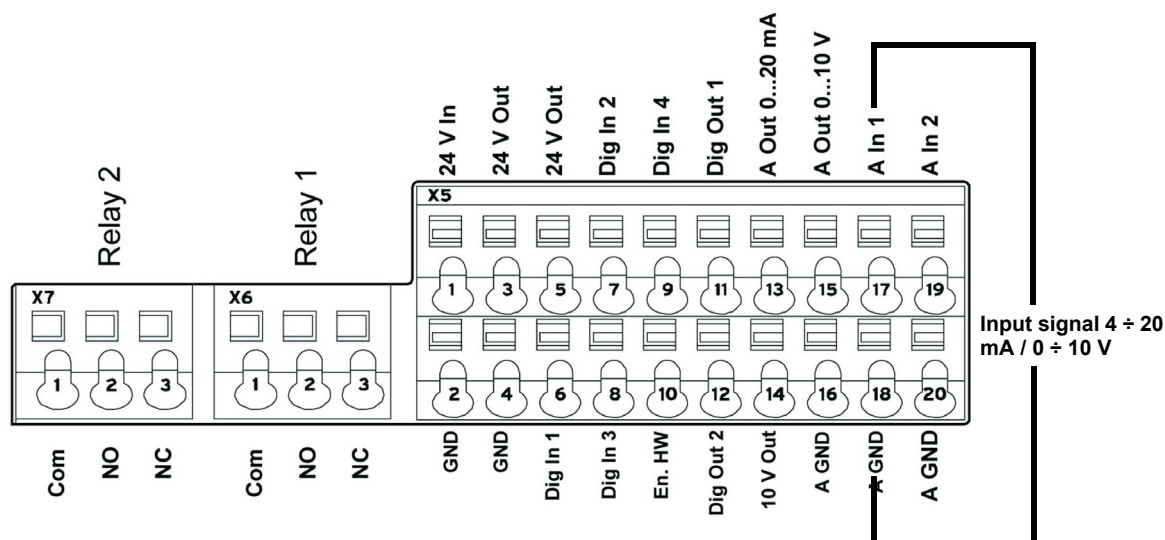 24 V In
24 V Out
24 V Out
Dig In 2
Dig In 4
Dig Out 1
A Out 0...20 mA
A Out 0...10 V
A In 1
A In 2
Relay 2
Relay 1
X5
1
3
5
7
9
11
13
15
17
19
X7
X6
Input signal 4 ÷ 20
mA / 0 ÷ 10 V
1
2
3
1
2
3
2
4
6
8
10
12
14
16
18
20
Com
NO
NC
Com
NO
NC
GND
GND
Dig In 1
Dig In 3
En. HW
Dig Out 2
10 V Out
A GND
A GND
A GND